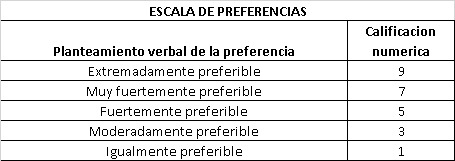 ESCALA DE PREFERENCIAS
Planteamiento verbal de la preferencia Calificacion numerica
Extremadamente preferible 9
Muy fuertemente preferible 7
Fuertemente preferible 5
Moderadamente preferible 3
Igualmente preferible 1